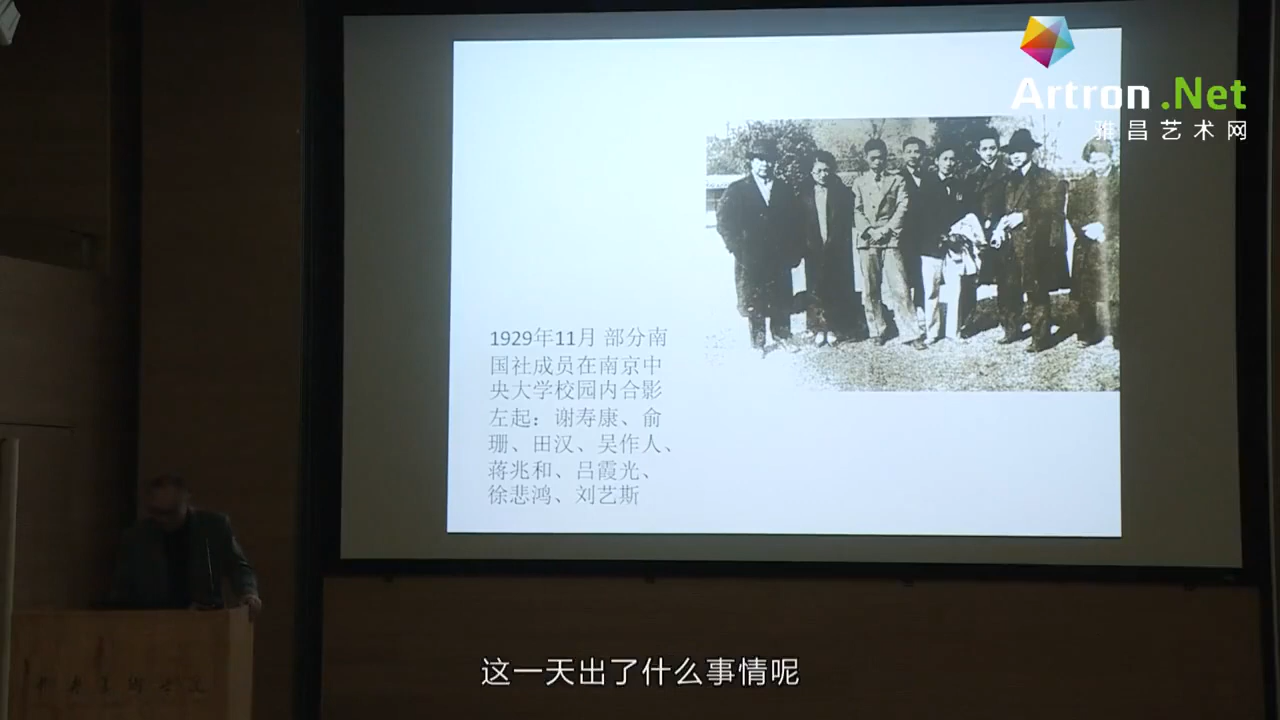 Artron.Net
雅昌艺术网
1929年11月 部分南
国社成员在南京中
央大学校园内合影
左起：谢寿康、俞
珊、田汉、吴作人、
蒋兆和、吕霞光、
徐悲鸿、刘艺斯
这一天出了什么事情呢